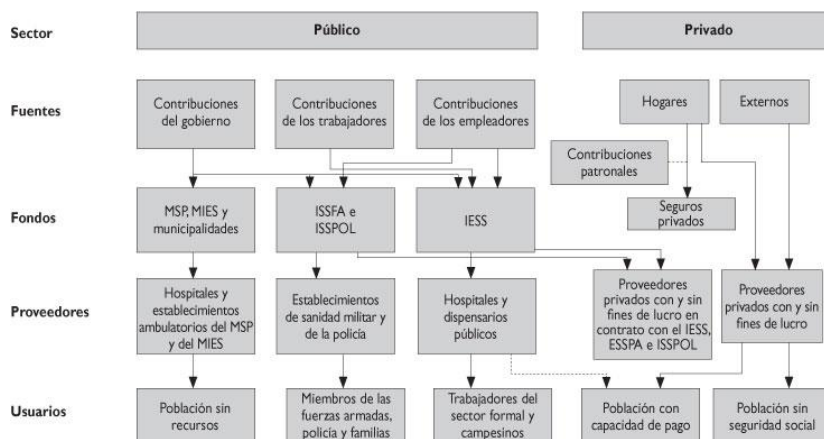 Sector
Público
Privado
Fuentes
Contribuciones
del gobierno
Contribuciones
de los trabajadores
Contribuciones
de los empleadores
Hogares
Externos
Contribuciones
patronales
Fondos
MSP, MIES y
municipalidades
ISSFA e
ISSPOL
IESS
Seguros
privados
Proveedores
Hospitales y
establecimientos
ambulatorios del MSP
y del MIES
Establecimientos
de sanidad militar y
de la policía
Hospitales y
dispensarios
públicos
Proveedores
privados con y sin
fines de lucro en
contrato con el IESS,
ESSPA e ISSPOL
Proveedores
privados con y sin
fines de lucro
Usuarios
Población sin
recursos
Miembros de las
fuerzas armadas,
policía y familias
Trabajadores del
sector formal y
campesinos
Población con
capacidad de pago
Población sin
seguridad social